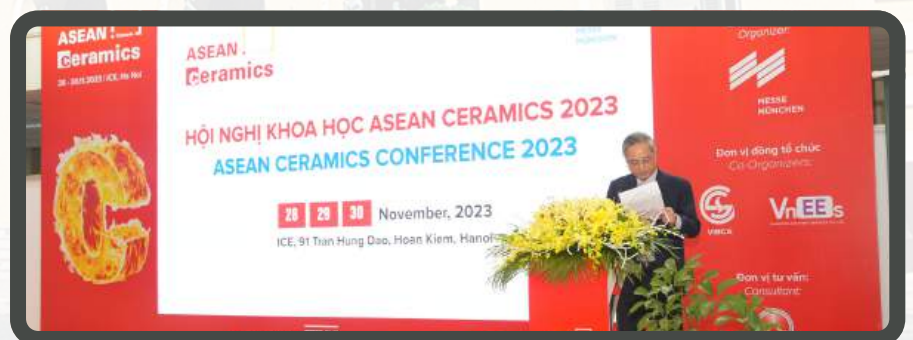 ASEAN
Ceramics
28 - 30/11 2023 | ICE, Ha Noi
ASEAN
Ceramics
MESSE
MÜNCHEN
HỘI NGHỊ KHOA HỌC ASEAN CERAMICS 2023
ASEAN CERAMICS CONFERENCE 2023
28 29 30 November, 2023
ICE, 91 Tran Hung Dao, Hoan Kiem, Hanoi
Organizer:
MESSE
MÜNCHEN
Đơn vị đồng tổ chức
Co-Organizers:
VIBCA
VnEEs
Đơn vị tư vấn:
Consultant: